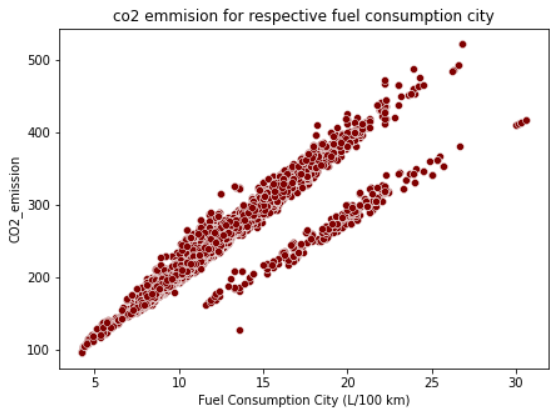 co2 emmision for respective fuel consumption city
500
400
300
200
100
CO2_emission
5 10 15 20 25 30
Fuel Consumption City (L/100 km)